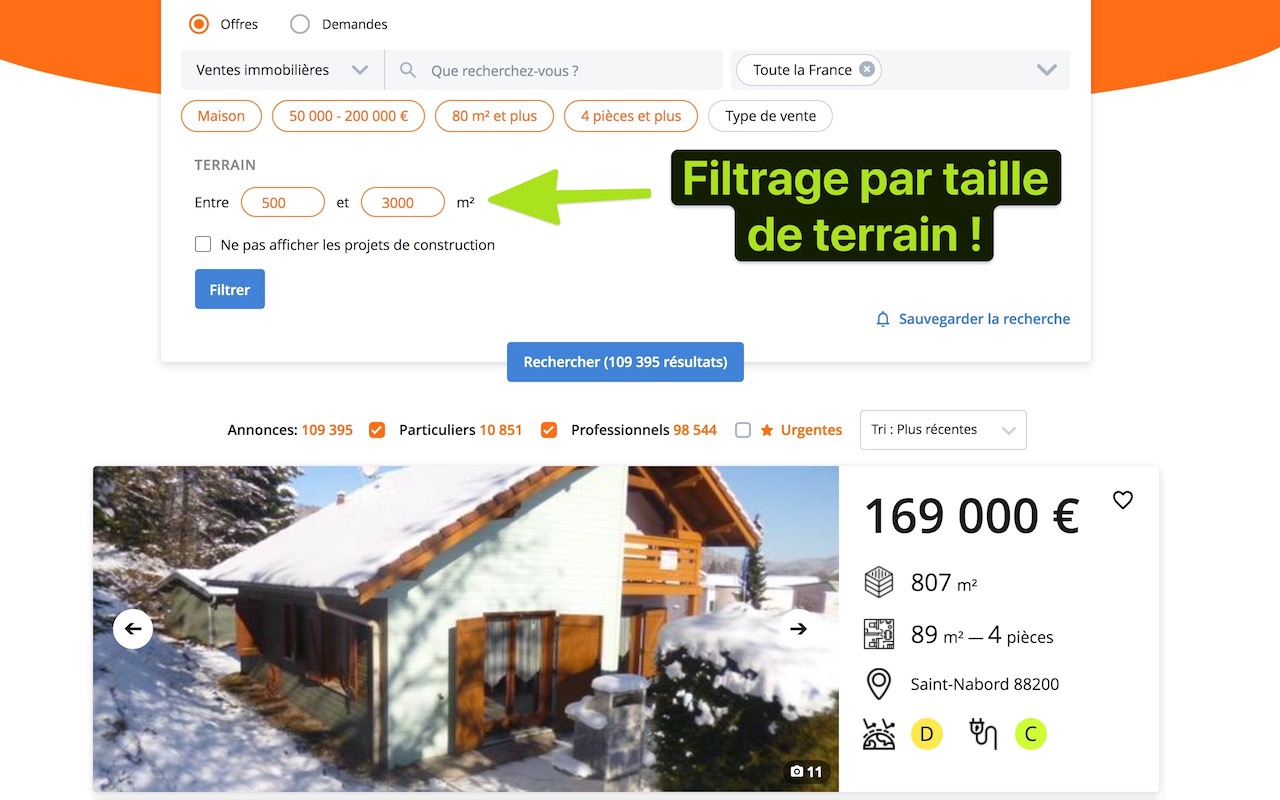 Offres Demandes
Ventes immobilières Que recherchez-vous ? Toute la France
Maison 50 000 - 200 000 € 80 m² et plus 4 pièces et plus Type de vente
TERRAIN
Entre 500 et 3000 m²
Filtrage par taille
de terrain !
Ne pas afficher les projets de construction
Filtrer
Sauvegarder la recherche
Rechercher (109 395 résultats)
Annonces: 109 395 Particuliers 10 851 Professionnels 98 544 Urgentes Tri : Plus récentes
169 000 €
807 m²
89 m² — 4 pièces
Saint-Nabord 88200
D C
11